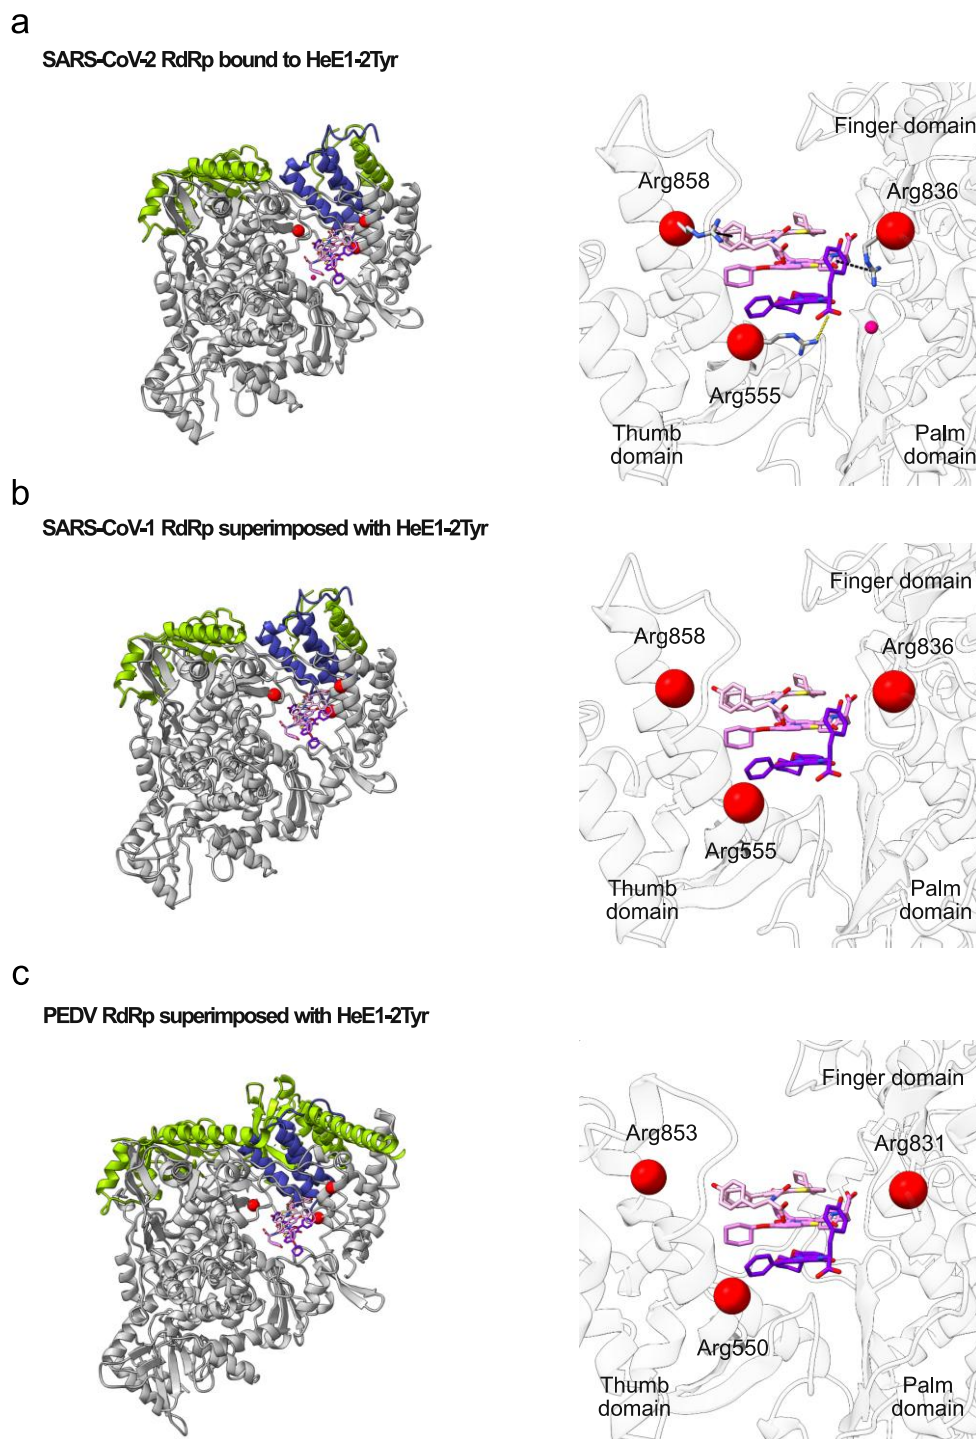 a
SARS-CoV-2 RdRp bound to HeE1-2Tyr
Finger domain
Arg858
Arg836
Arg555
Thumb
domain
Palm
domain
b
SARS-CoV-1 RdRp superimposed with HeE1-2Tyr
Finger domain
Arg858
Arg836
Arg555
Thumb
domain
Palm
domain
c
PEDV RdRp superimposed with HeE1-2Tyr
Finger domain
Arg853
Arg831
Arg550
Thumb
domain
Palm
domain